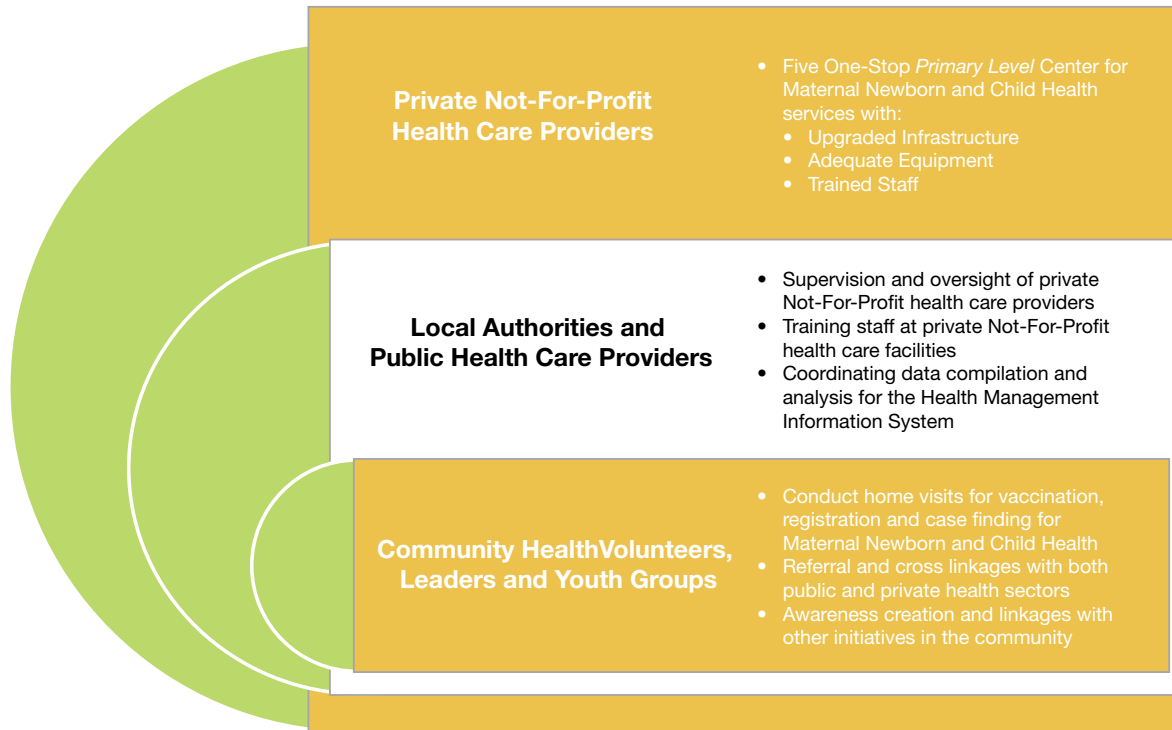 Private Not-For-Profit
Health Care Providers
• Five One-Stop Primary Level Center for
Maternal Newborn and Child Health
services with:
• Upgraded Infrastructure
• Adequate Equipment
• Trained Staff
Local Authorities and
Public Health Care Providers
• Supervision and oversight of private
Not-For-Profit health care providers
• Training staff at private Not-For-Profit
health care facilities
• Coordinating data compilation and
analysis for the Health Management
Information System
Community HealthVolunteers,
Leaders and Youth Groups
• Conduct home visits for vaccination,
registration and case finding for
Maternal Newborn and Child Health
• Referral and cross linkages with both
public and private health sectors
• Awareness creation and linkages with
other initiatives in the community